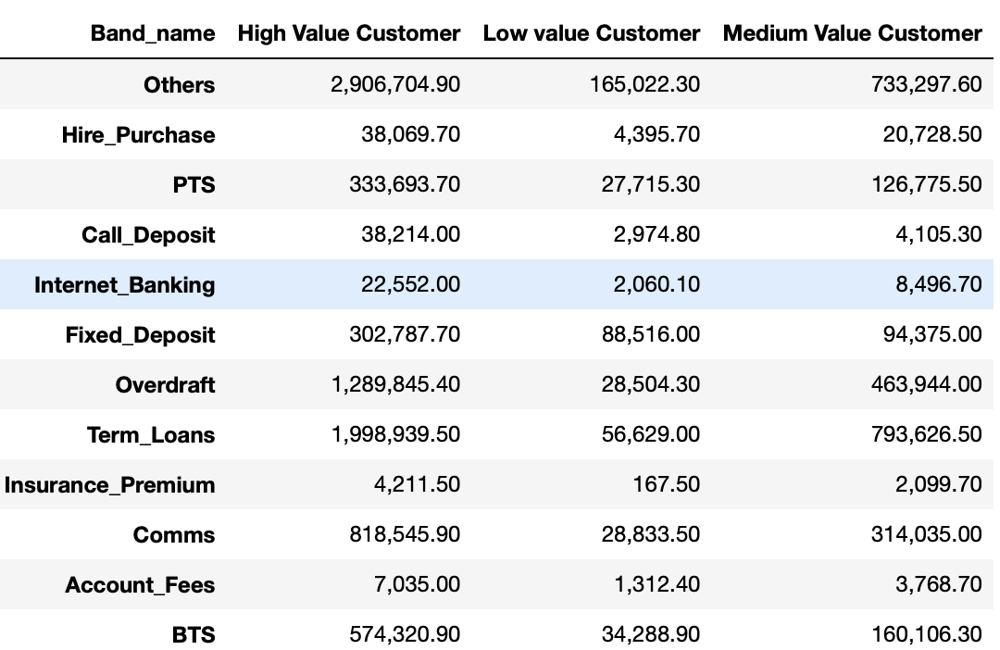 Band_name High Value Customer Low value Customer Medium Value Customer
Others 2,906,704.90 165,022.30 733,297.60
Hire_Purchase 38,069.70 4,395.70 20,728.50
PTS 333,693.70 27,715.30 126,775.50
Call_Deposit 38,214.00 2,974.80 4,105.30
Internet_Banking 22,552.00 2,060.10 8,496.70
Fixed_Deposit 302,787.70 88,516.00 94,375.00
Overdraft 1,289,845.40 28,504.30 463,944.00
Term_Loans 1,998,939.50 56,629.00 793,626.50
Insurance_Premium 4,211.50 167.50 2,099.70
Comms 818,545.90 28,833.50 314,035.00
Account_Fees 7,035.00 1,312.40 3,768.70
BTS 574,320.90 34,288.90 160,106.30